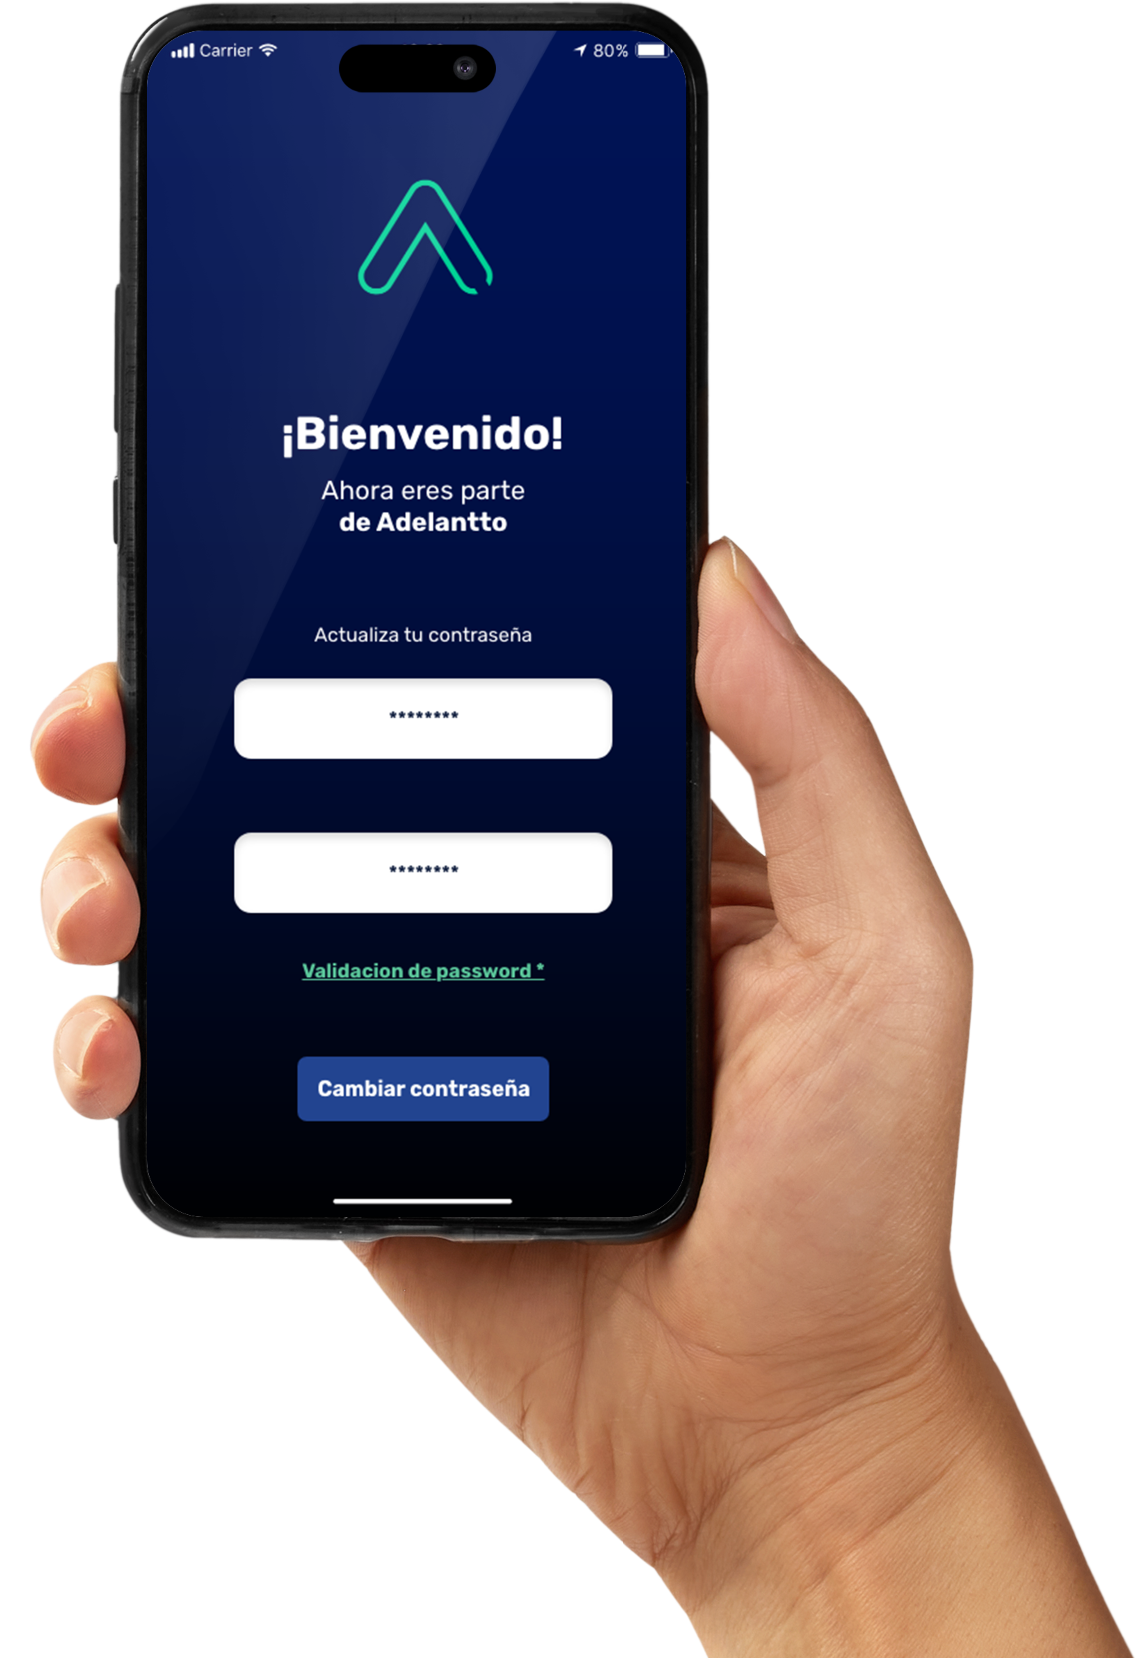 Carrier 80%
¡Bienvenido!
Ahora eres parte
de Adelantto
Actualiza tu contraseña
********
********
Validacion de password *
Cambiar contraseña